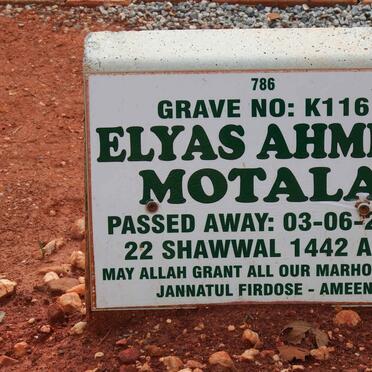 786
GRAVE NO: K116
ELYAS AHM
MOTALA
PASSED AWAY: 03-06-2
22 SHAWWAL 1442 A
MAY ALLAH GRANT ALL OUR MARHO
JANNATUL FIRDOSE - AMEEN